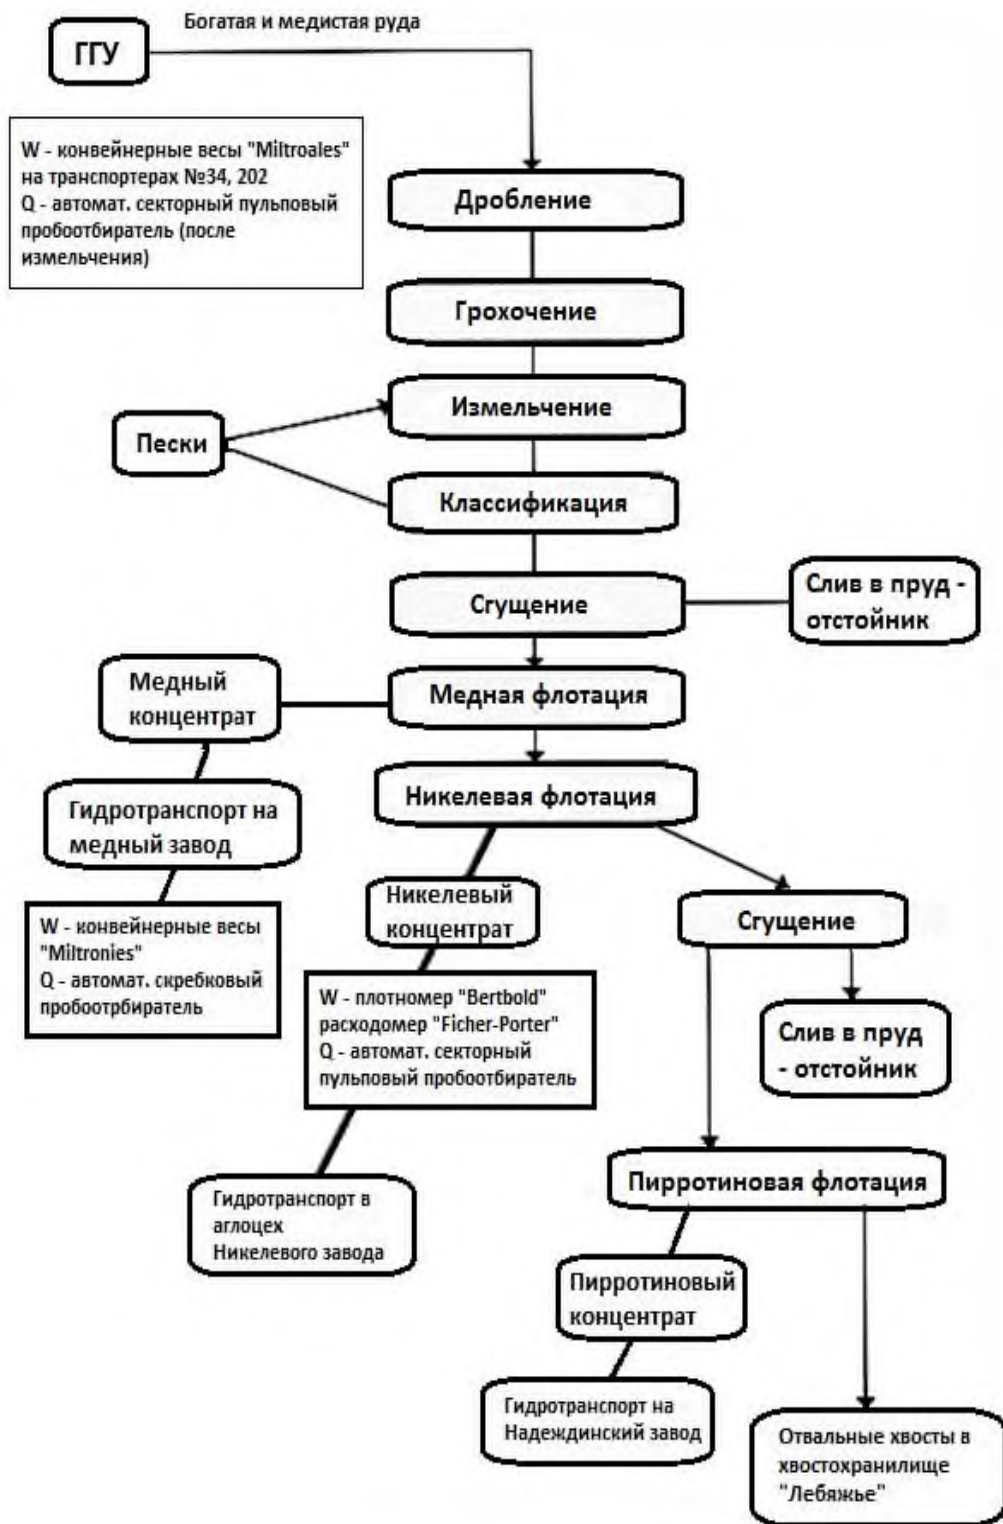 Богатая и медистая руда
ГГУ
W - конвейнерные весы "Miltroales"
на транспортерах №34, 202
Q - автомат. секторный пульповый
пробоотбиратель (после
измельчения)
Дробление
Грохочение
Измельчение
Пески
Классификация
Сгущение
Слив в пруд -
отстойник
Медный
концентрат
Медная флотация
Никелевая флотация
Гидротранспорт на
медный завод
Никелевый
концентрат
Сгущение
W - конвейнерные весы
"Miltronies"
Q - автомат. скребковый
пробоотрбиратель
W - плотномер "Bertbold"
расходомер "Ficher-Porter"
Q - автомат. секторный
пульповый пробоотбиратель
Слив в пруд
- отстойник
Пирротиновая флотация
Гидротранспорт в
аглоцех
Никелевого завода
Пирротиновый
концентрат
Гидротранспорт на
Надеждинский завод
Отвальные хвосты в
хвостохранилище
"Лебяжье"